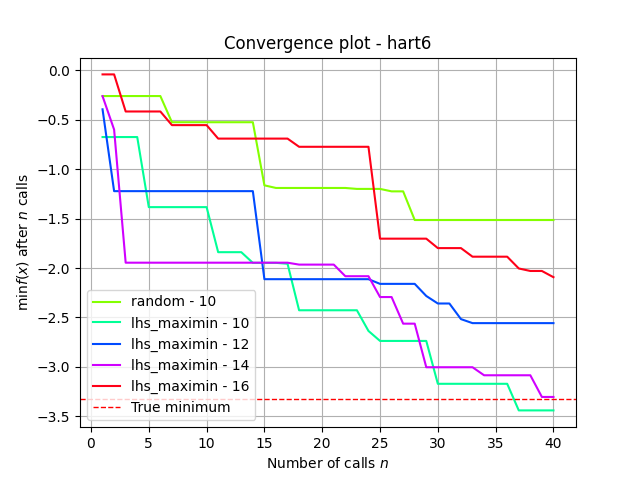 Convergence plot - hart6
min f(x) after n calls
0.0
−0.5
−1.0
−1.5
−2.0
−2.5
−3.0
−3.5
random - 10
lhs_maximin - 10
lhs_maximin - 12
lhs_maximin - 14
lhs_maximin - 16
True minimum
0 5 10 15 20 25 30 35 40
Number of calls n